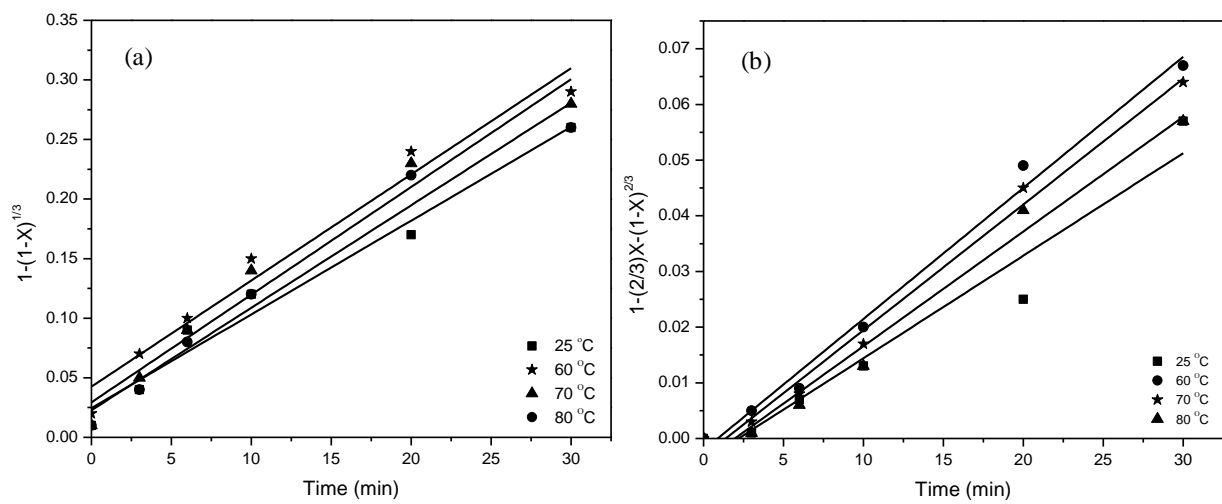 (a)
1-(1-X)^{1/3}
0.35
0.30
0.25
0.20
0.15
0.10
0.05
0.00
0 5 10 15 20 25 30
Time (min)
25 °C
60 °C
70 °C
80 °C
(b)
1-(2/3)X-(1-X)^{2/3}
0.07
0.06
0.05
0.04
0.03
0.02
0.01
0.00
0 5 10 15 20 25 30
Time (min)
25 °C
60 °C
70 °C
80 °C